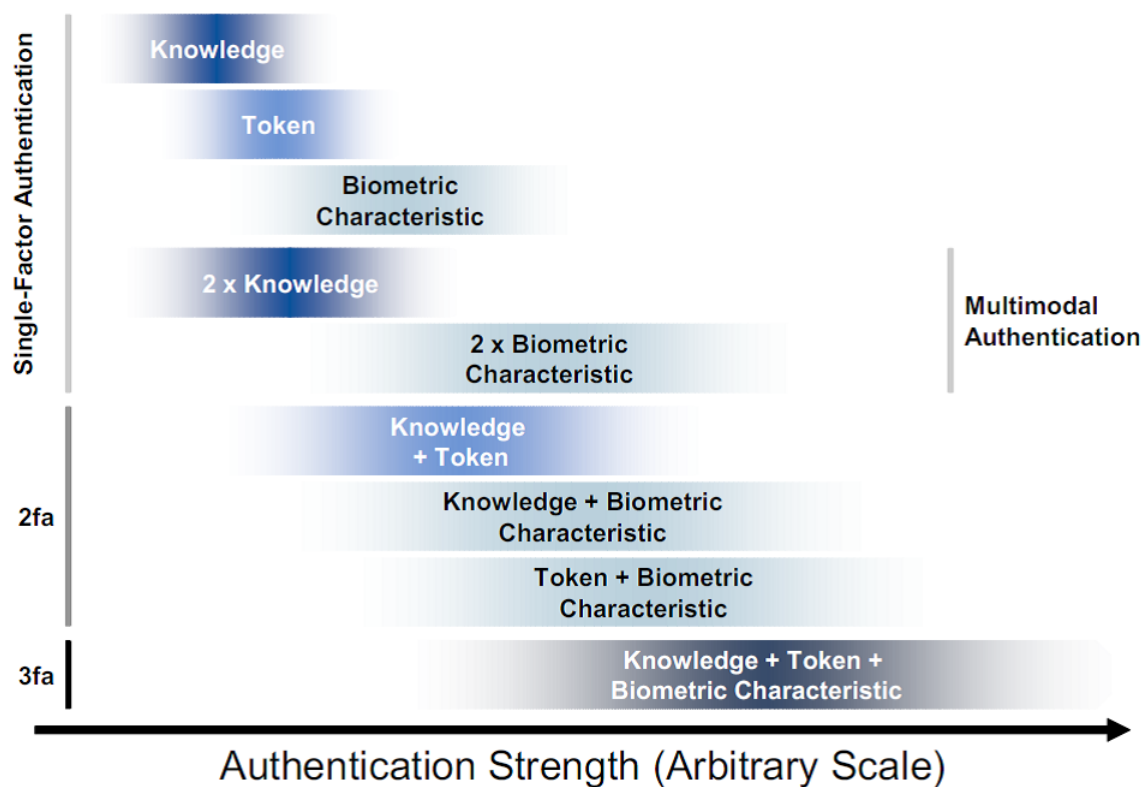 Single-Factor Authentication
Knowledge
Token
Biometric
Characteristic
2 x Knowledge
2 x Biometric
Characteristic
Multimodal
Authentication
2fa
Knowledge
+ Token
Knowledge + Biometric
Characteristic
Token + Biometric
Characteristic
3fa
Knowledge + Token +
Biometric Characteristic
Authentication Strength (Arbitrary Scale)